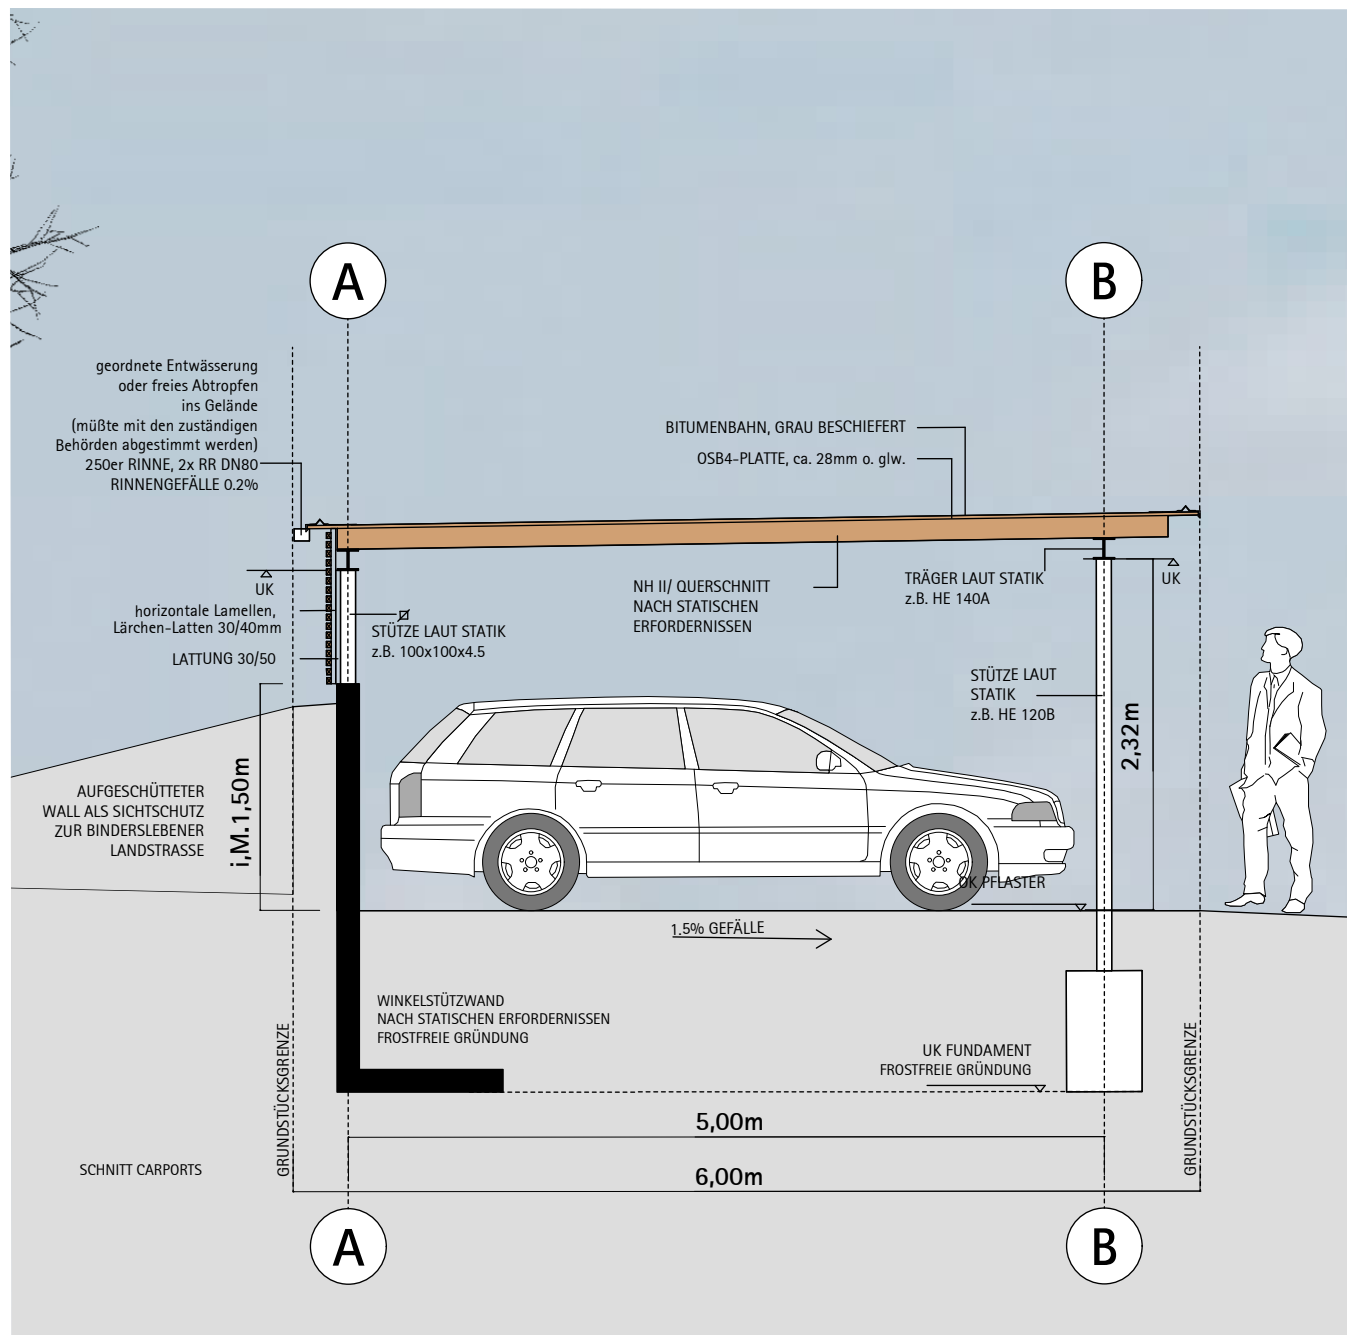 A
B
geordnete Entwässerung
oder freies Abtropfen
ins Gelände
(müßte mit den zuständigen
Behörden abgestimmt werden)
250er RINNE, 2x RR DN80
RINNENGEFÄLLE 0.2%
BITUMENBAHN, GRAU BESCHIEFERT
OSB4-PLATTE, ca. 28mm o. glw.
UK
horizontale Lamellen,
Lärchen-Latten 30/40mm
LATTUNG 30/50
STÜTZE LAUT STATIK
z.B. 100x100x4.5
NH II/ QUERSCHNITT
NACH STATISCHEN
ERFORDERNISSEN
TRÄGER LAUT STATIK
z.B. HE 140A
UK
STÜTZE LAUT
STATIK
z.B. HE 120B
2,32m
i.M.1,50m
AUFGESCHÜTTETER
WALL ALS SICHTSCHUTZ
ZUR BINDERSLEBENER
LANDSTRASSE
OK PFLASTER
1.5% GEFÄLLE
WINKELSTÜTZWAND
NACH STATISCHEN ERFORDERNISSEN
FROSTFREIE GRÜNDUNG
UK FUNDAMENT
FROSTFREIE GRÜNDUNG
GRUNDSTÜCKSGRENZE
GRUNDSTÜCKSGRENZE
5,00m
6,00m
SCHNITT CARPORTS
A
B